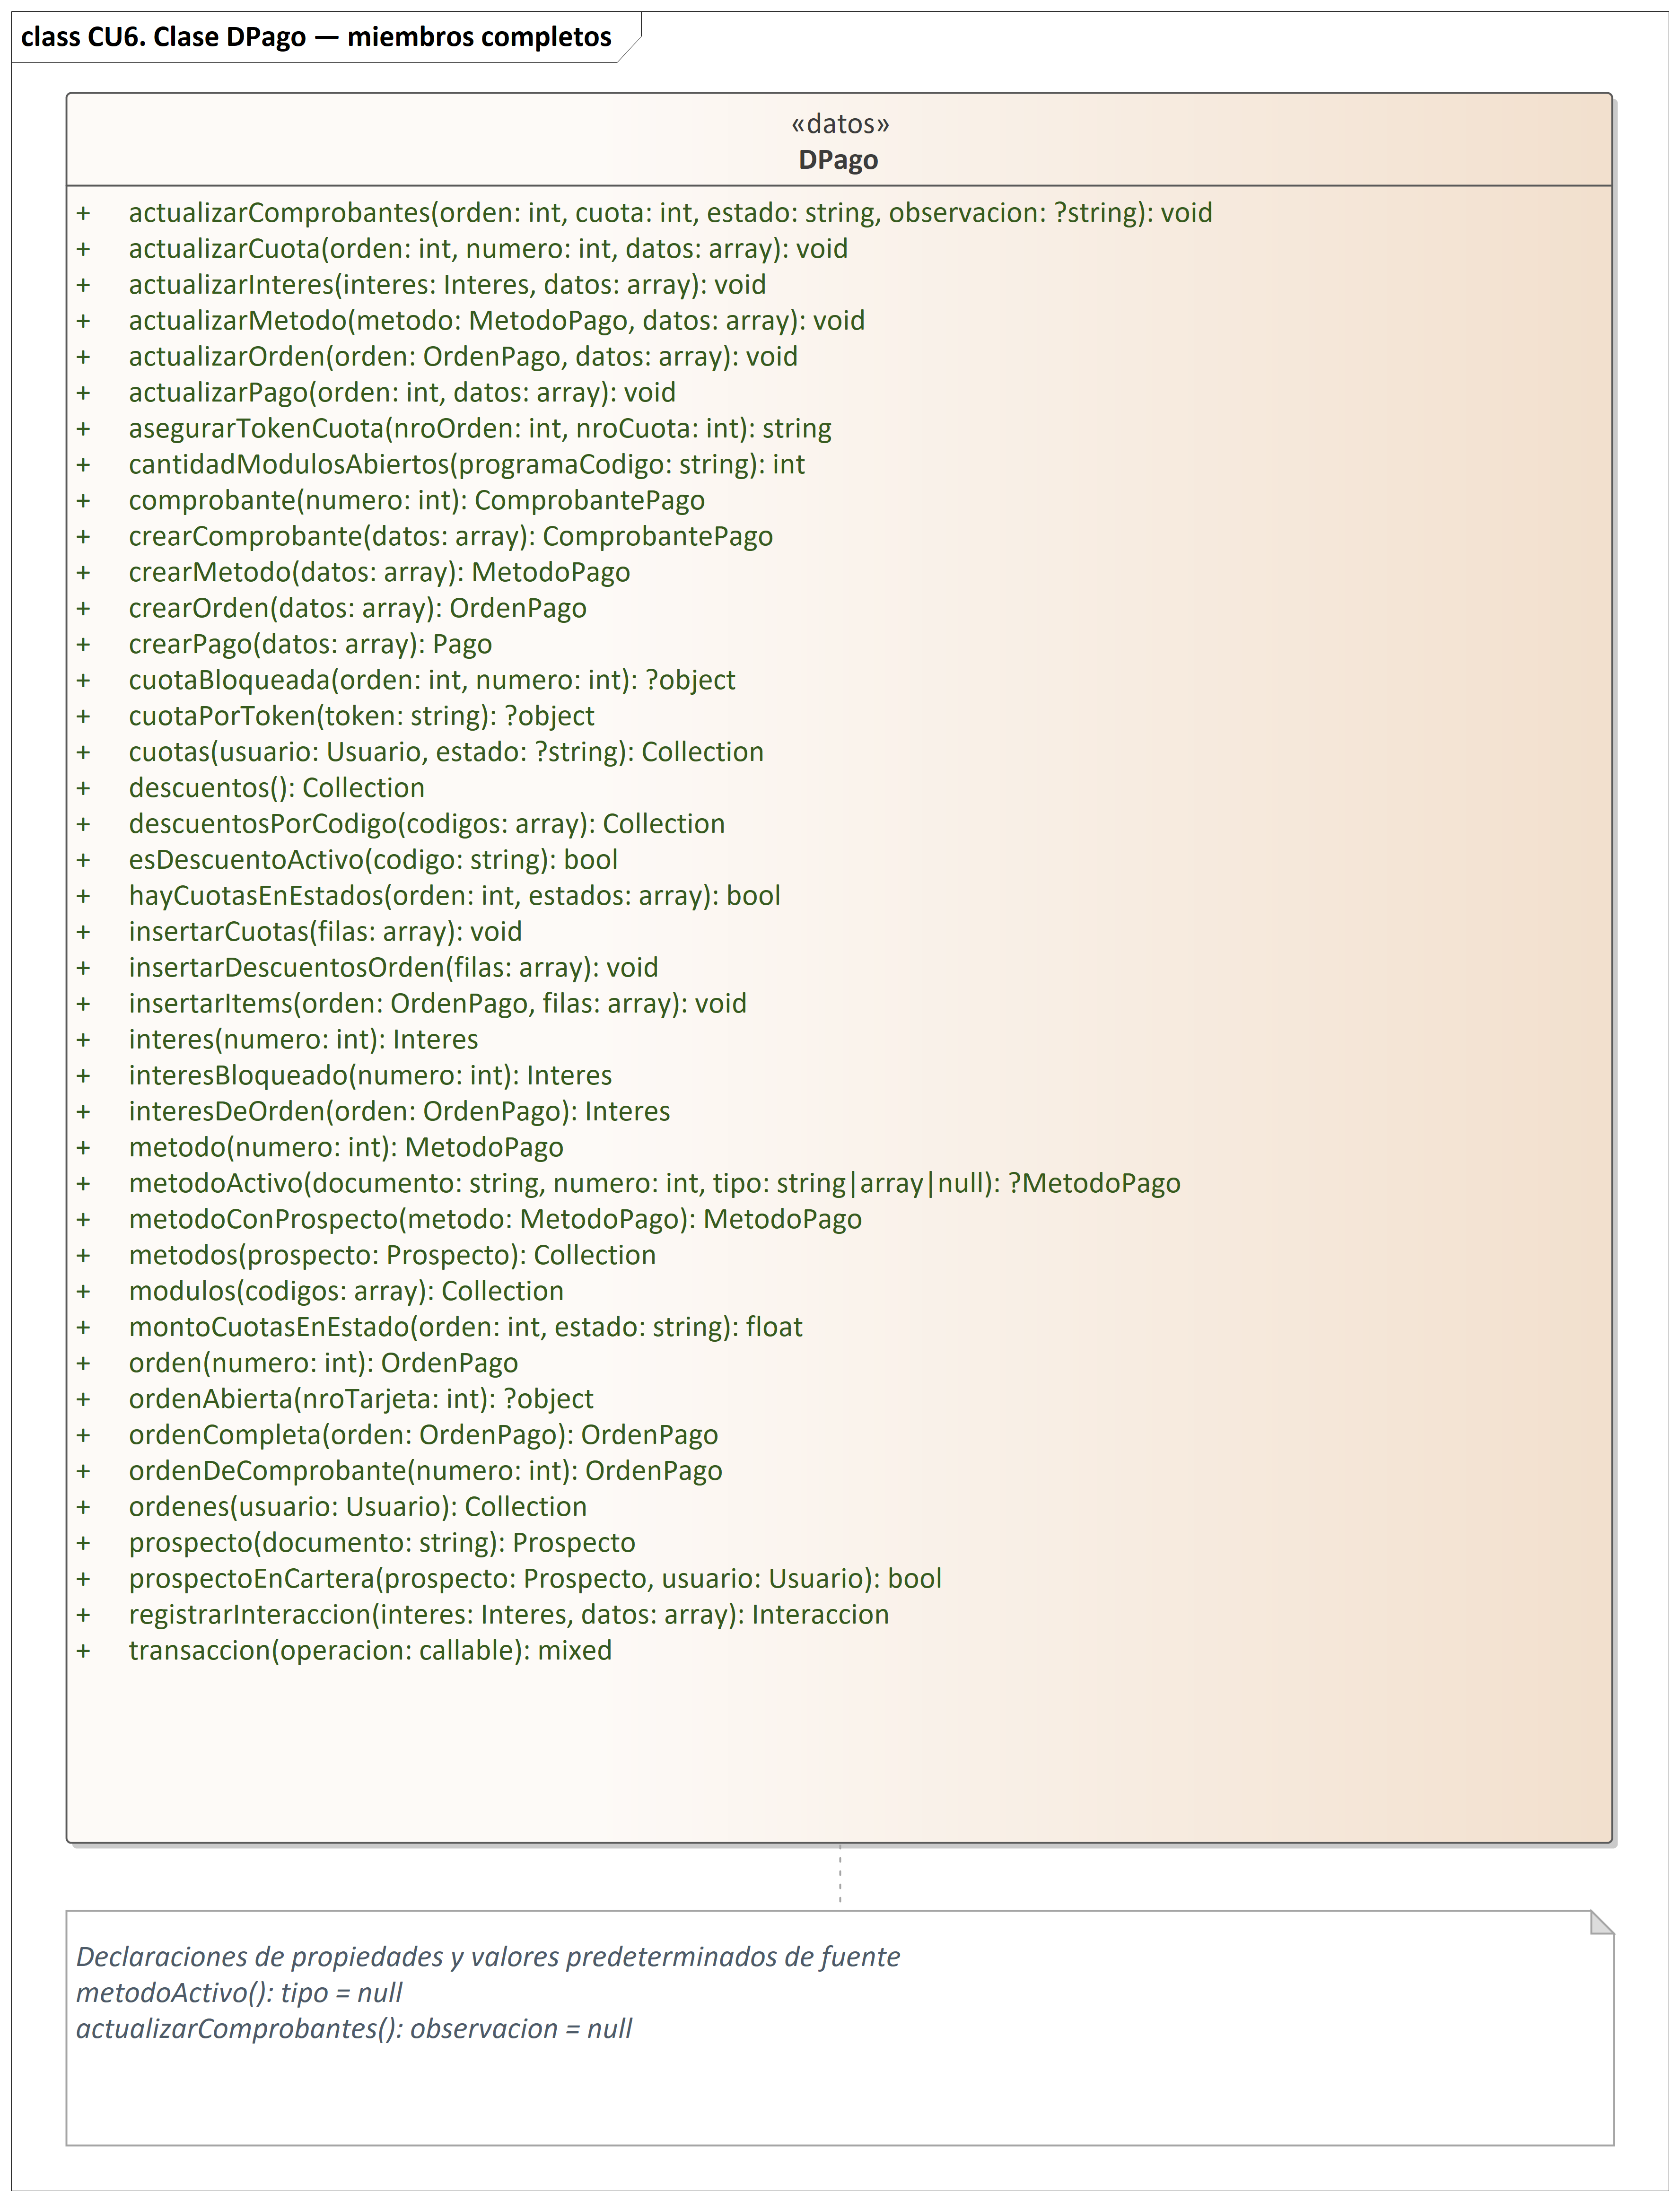 class CU6. Clase DPago — miembros completos
«datos»
DPago
+ actualizarComprobantes(orden: int, cuota: int, estado: string, observacion: ?string): void
+ actualizarCuota(orden: int, numero: int, datos: array): void
+ actualizarInteres(interes: Interes, datos: array): void
+ actualizarMetodo(metodo: MetodoPago, datos: array): void
+ actualizarOrden(orden: OrdenPago, datos: array): void
+ actualizarPago(orden: int, datos: array): void
+ asegurarTokenCuota(nroOrden: int, nroCuota: int): string
+ cantidadModulosAbiertos(programaCodigo: string): int
+ comprobante(numero: int): ComprobantePago
+ crearComprobante(datos: array): ComprobantePago
+ crearMetodo(datos: array): MetodoPago
+ crearOrden(datos: array): OrdenPago
+ crearPago(datos: array): Pago
+ cuotaBloqueada(orden: int, numero: int): ?object
+ cuotaPorToken(token: string): ?object
+ cuotas(usuario: Usuario, estado: ?string): Collection
+ descuentos(): Collection
+ descuentosPorCodigo(codigos: array): Collection
+ esDescuentoActivo(codigo: string): bool
+ hayCuotasEnEstados(orden: int, estados: array): bool
+ insertarCuotas(filas: array): void
+ insertarDescuentosOrden(filas: array): void
+ insertarItems(orden: OrdenPago, filas: array): void
+ interes(numero: int): Interes
+ interesBloqueado(numero: int): Interes
+ interesDeOrden(orden: OrdenPago): Interes
+ metodo(numero: int): MetodoPago
+ metodoActivo(documento: string, numero: int, tipo: string|array|null): ?MetodoPago
+ metodoConProspecto(metodo: MetodoPago): MetodoPago
+ metodos(prospecto: Prospecto): Collection
+ modulos(codigos: array): Collection
+ montoCuotasEnEstado(orden: int, estado: string): float
+ orden(numero: int): OrdenPago
+ ordenAbierta(nroTarjeta: int): ?object
+ ordenCompleta(orden: OrdenPago): OrdenPago
+ ordenDeComprobante(numero: int): OrdenPago
+ ordenes(usuario: Usuario): Collection
+ prospecto(documento: string): Prospecto
+ prospectoEnCartera(prospecto: Prospecto, usuario: Usuario): bool
+ registrarInteraccion(interes: Interes, datos: array): Interaccion
+ transaccion(operacion: callable): mixed
Declaraciones de propiedades y valores predeterminados de fuente
metodoActivo(): tipo = null
actualizarComprobantes(): observacion = null